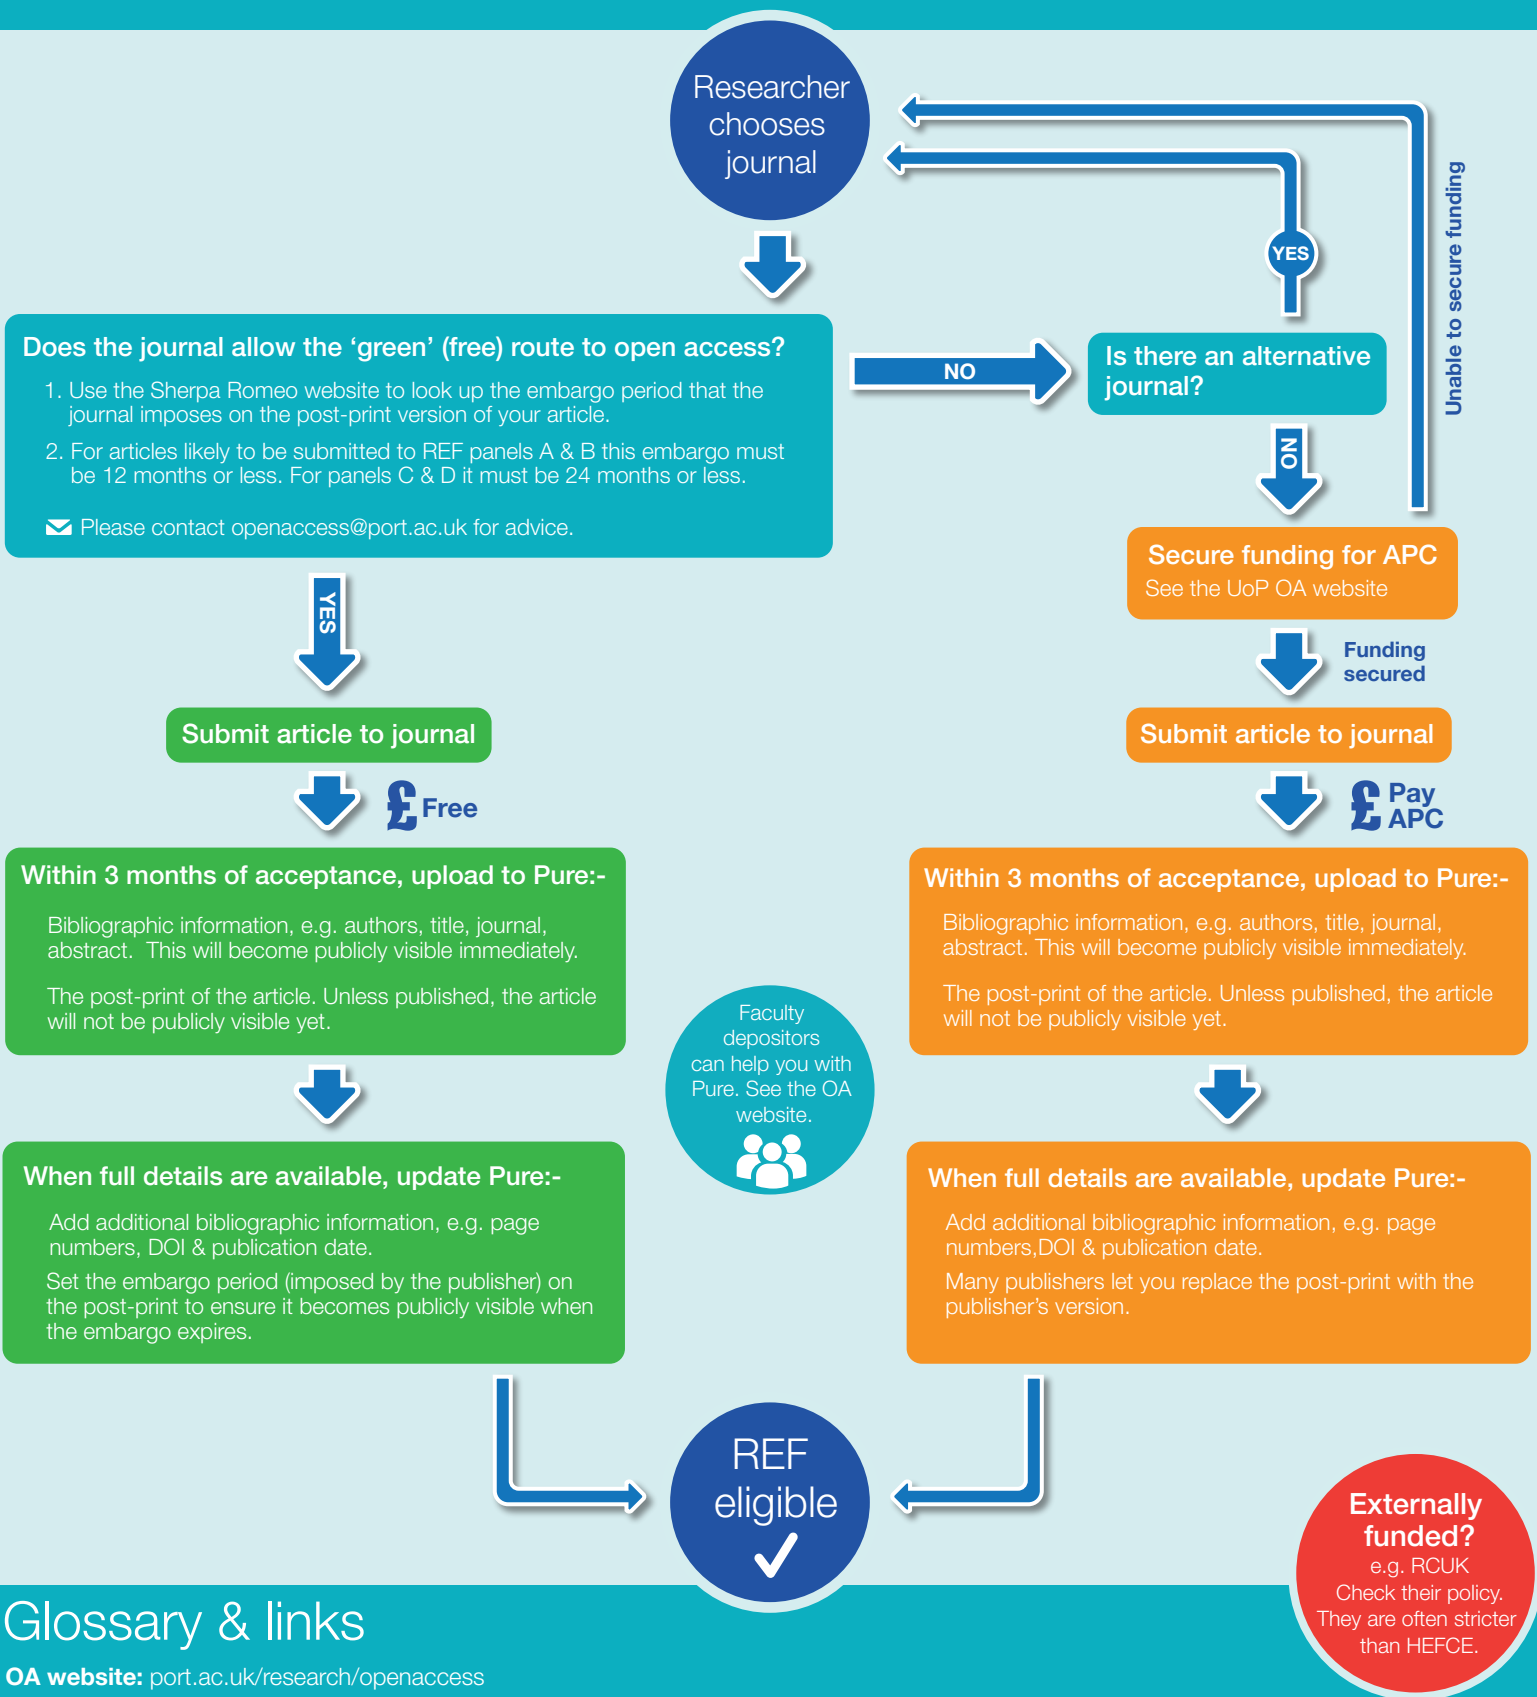 Researcher
chooses
journal
Unable to secure funding
YES
Does the journal allow the ‘green’ (free) route to open access?
1. Use the Sherpa Romeo website to look up the embargo period that the
journal imposes on the post-print version of your article.
2. For articles likely to be submitted to REF panels A & B this embargo must
be 12 months or less. For panels C & D it must be 24 months or less.
Please contact openaccess@port.ac.uk for advice.
NO
Is there an alternative
journal?
NO
Secure funding for APC
See the UoP OA website
YES
Funding
secured
Submit article to journal
Submit article to journal
£ Free
£ Pay
APC
Within 3 months of acceptance, upload to Pure:-
Bibliographic information, e.g. authors, title, journal,
abstract.  This will become publicly visible immediately.
The post-print of the article. Unless published, the article
will not be publicly visible yet.
Within 3 months of acceptance, upload to Pure:-
Bibliographic information, e.g. authors, title, journal,
abstract. This will become publicly visible immediately.
The post-print of the article. Unless published, the article
will not be publicly visible yet.
Faculty
depositors
can help you with
Pure. See the OA
website.
When full details are available, update Pure:-
Add additional bibliographic information, e.g. page
numbers, DOI & publication date.
Set the embargo period (imposed by the publisher) on
the post-print to ensure it becomes publicly visible when
the embargo expires.
When full details are available, update Pure:-
Add additional bibliographic information, e.g. page
numbers,DOI & publication date.
Many publishers let you replace the post-print with the
publisher’s version.
REF
eligible
Externally
funded?
e.g. RCUK
Check their policy.
They are often stricter
than HEFCE.
Glossary & links
OA website: port.ac.uk/research/openaccess